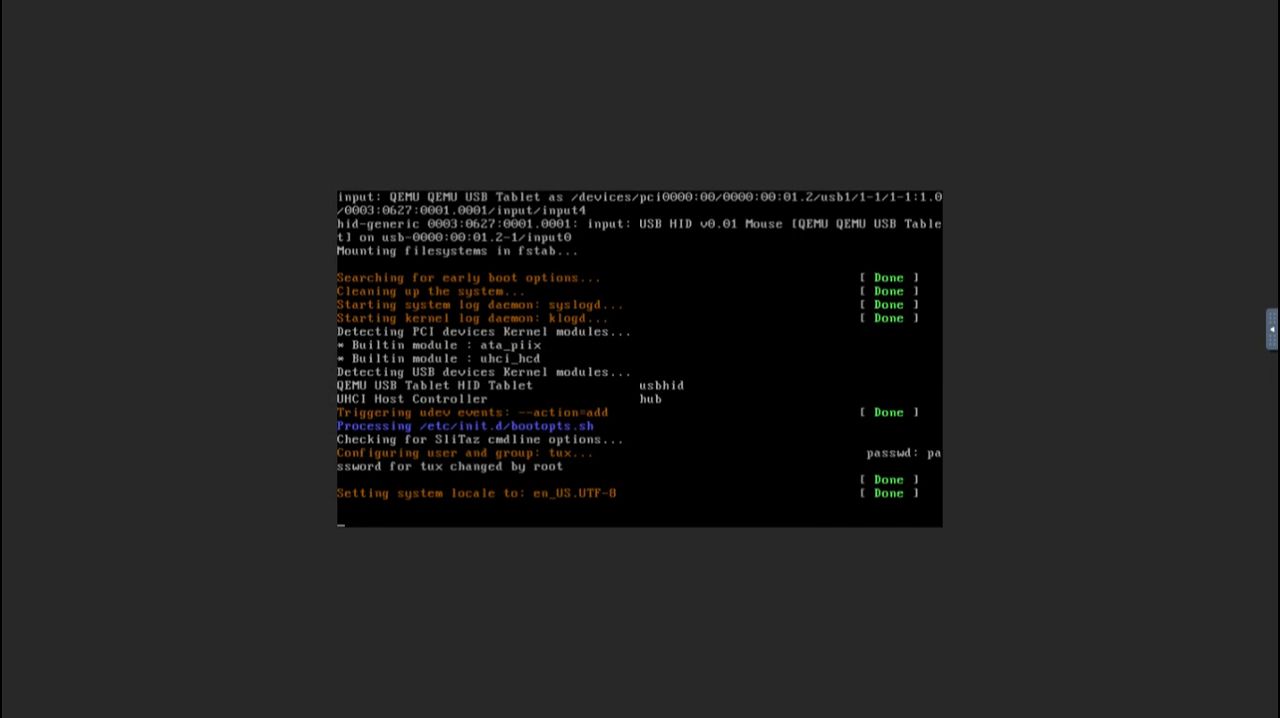 input: QEMU QEMU USB Tablet as /devices/pci0000:00/0000:00:01.2/usb1/1-1/1-1:1.0
/0003:0627:0001.0001/input/input4
hid-generic 0003:0627:0001.0001: input: USB HID v0.01 Mouse [QEMU QEMU USB Table
t] on usb-0000:00:01.2-1/input0
Mounting filesystems in fstab...
Searching for early boot options... [ Done ]
Cleaning up the system... [ Done ]
Starting system log daemon: syslogd... [ Done ]
Starting kernel log daemon: klogd... [ Done ]
Detecting PCI devices Kernel modules...
* Builtin module : ata_piix
* Builtin module : uhci_hcd
Detecting USB devices Kernel modules...
QEMU USB Tablet HID Tablet usbhid
UHCI Host Controller hub
Triggering udev events: --action=add [ Done ]
Processing /etc/init.d/bootopts.sh
Checking for SliTaz cmdline options...
Configuring user and group: tux... passwd: pa
ssword for tux changed by root
[ Done ]
Setting system locale to: en_US.UTF-8 [ Done ]
_